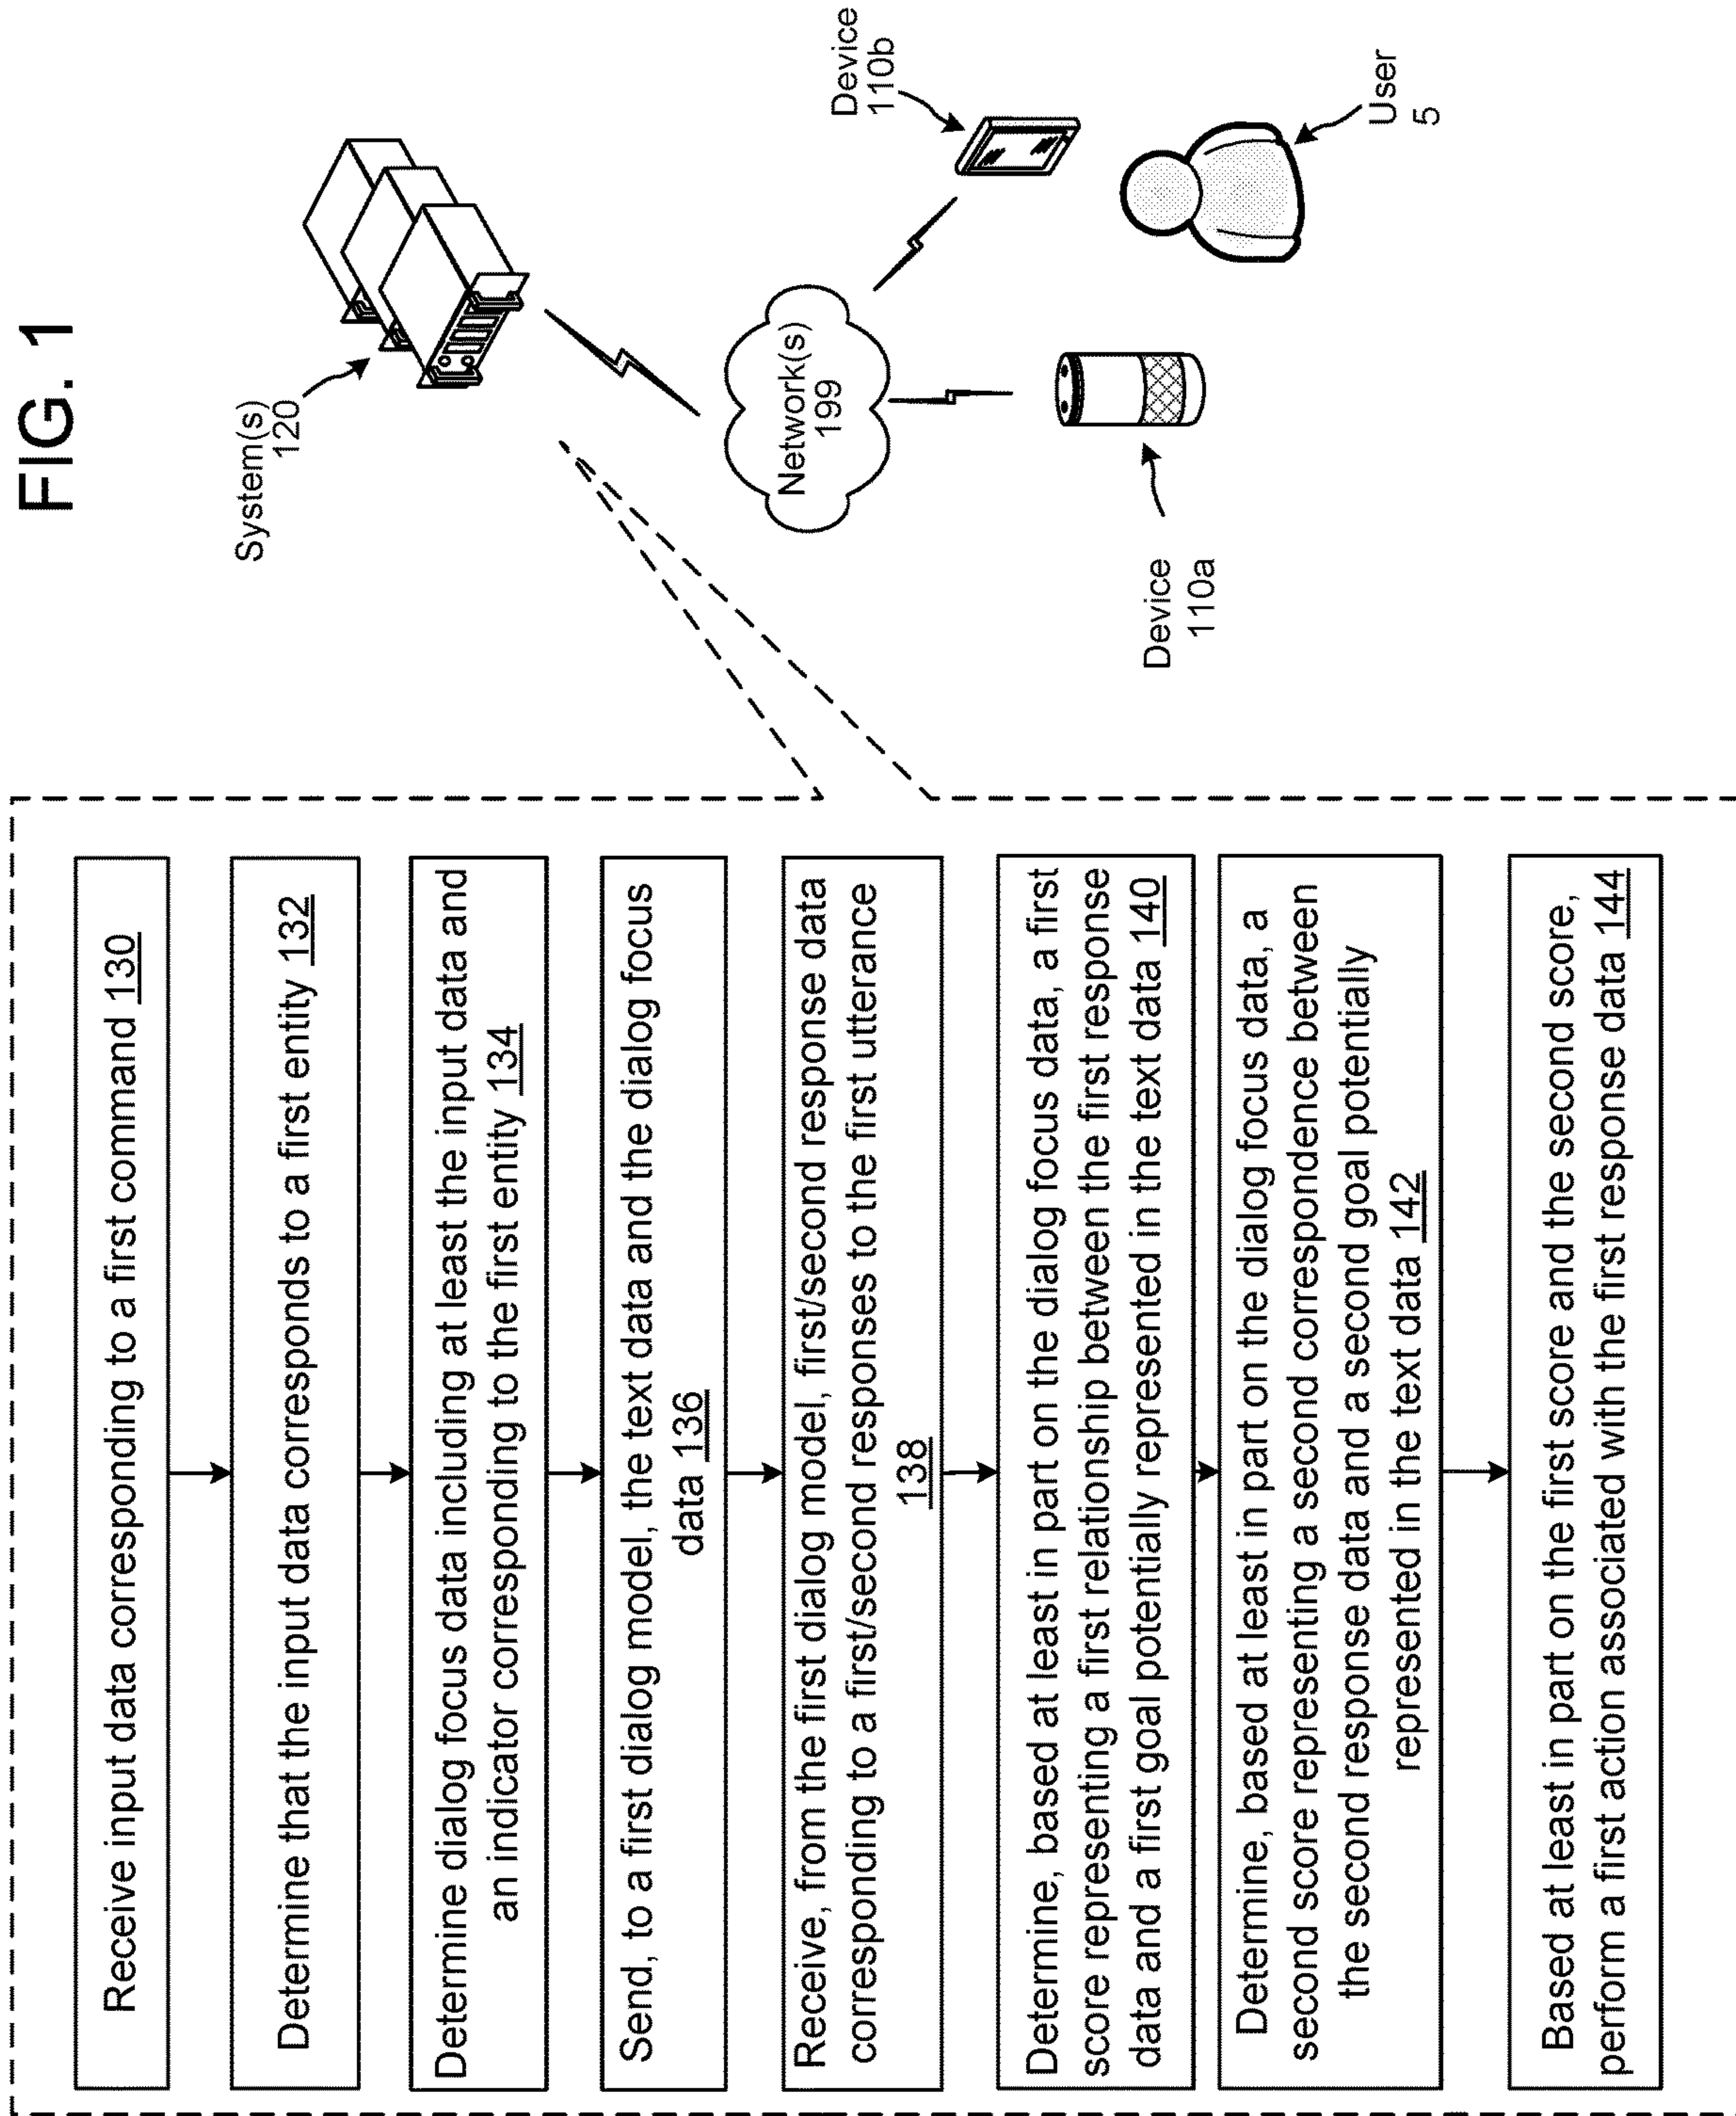 FIG. 1
System(s)
120
Network(s)
199
Device
110b
Device
110a
User
5
Receive input data corresponding to a first command 130
Determine that the input data corresponds to a first entity 132
Determine dialog focus data including at least the input data and
an indicator corresponding to the first entity 134
Send, to a first dialog model, the text data and the dialog focus
data 136
Receive, from the first dialog model, first/second response data
corresponding to a first/second responses to the first utterance
138
Determine, based at least in part on the dialog focus data, a first
score representing a first relationship between the first response
data and a first goal potentially represented in the text data 140
Determine, based at least in part on the dialog focus data, a
second score representing a second correspondence between
the second response data and a second goal potentially
represented in the text data 142
Based at least in part on the first score and the second score,
perform a first action associated with the first response data 144